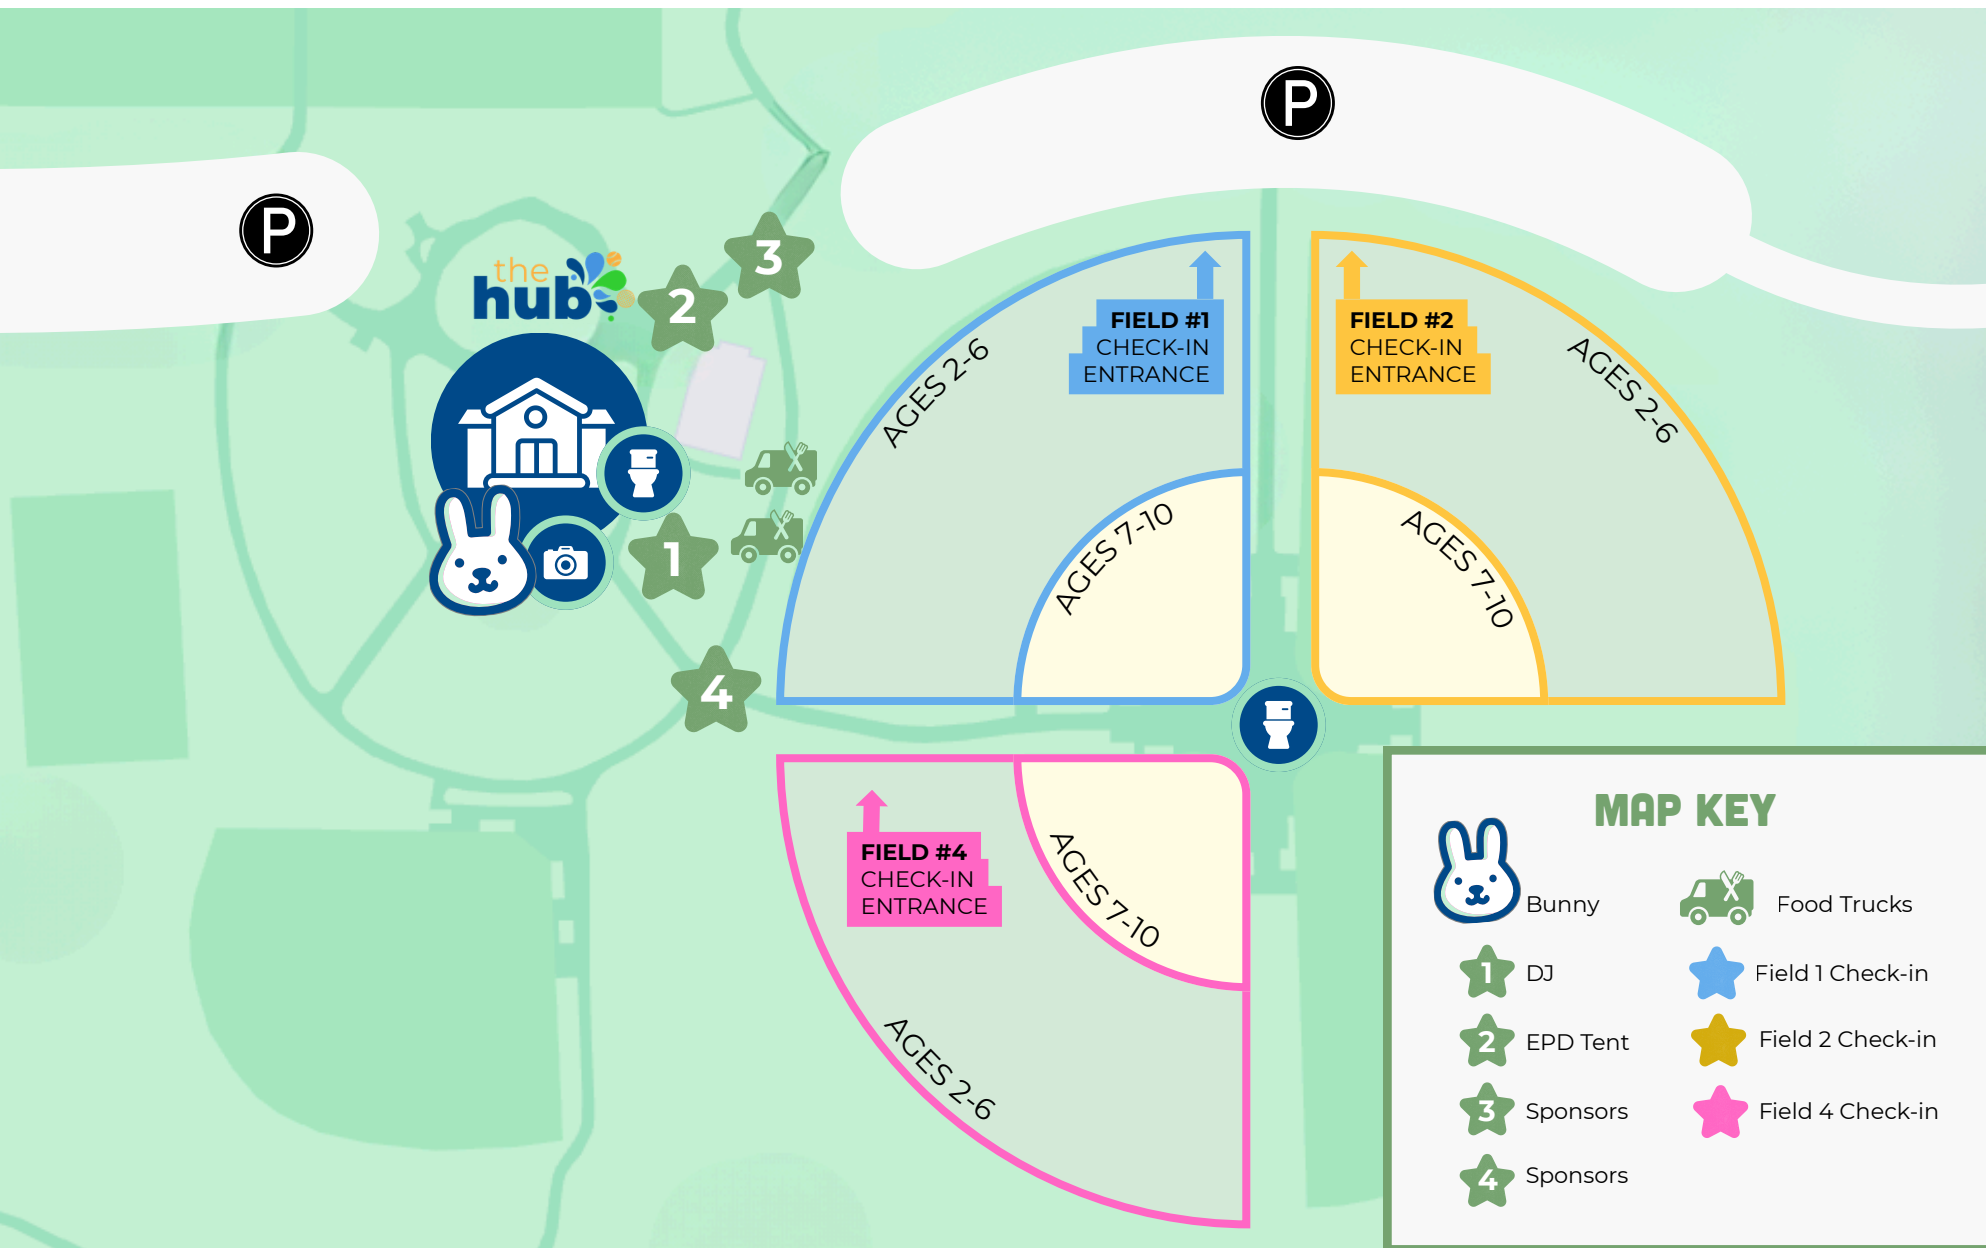 P
P
the
hub
3
2
1
4
FIELD #1
CHECK-IN
ENTRANCE
AGES 2-6
AGES 7-10
FIELD #2
CHECK-IN
ENTRANCE
AGES 2-6
AGES 7-10
FIELD #4
CHECK-IN
ENTRANCE
AGES 7-10
AGES 2-6
MAP KEY
Bunny
1 DJ
2 EPD Tent
3 Sponsors
4 Sponsors
Food Trucks
Field 1 Check-in
Field 2 Check-in
Field 4 Check-in